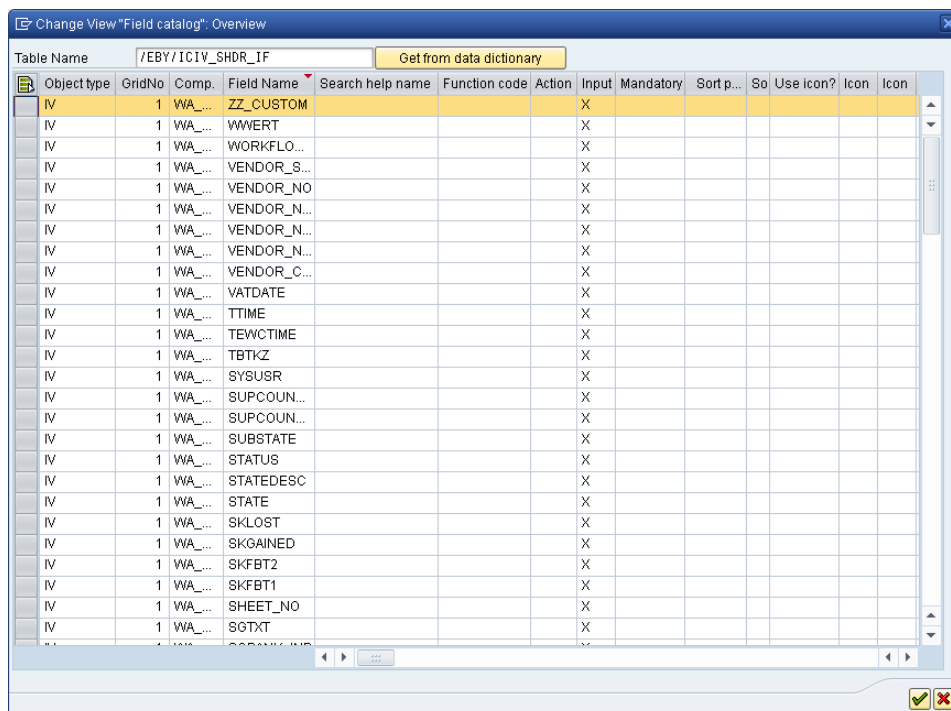 Change View "Field catalog": Overview
Table Name /EBY/ICIV_SHDR_IF Get from data dictionary
Object type GridNo Comp. Field Name Search help name Function code Action Input Mandatory Sort p... So Use icon? Icon Icon
IV 1 WA_... ZZ_CUSTOM X
IV 1 WA_... WWERT X
IV 1 WA_... WORKFLO... X
IV 1 WA_... VENDOR_S... X
IV 1 WA_... VENDOR_NO X
IV 1 WA_... VENDOR_N... X
IV 1 WA_... VENDOR_N... X
IV 1 WA_... VENDOR_N... X
IV 1 WA_... VENDOR_C... X
IV 1 WA_... VATDATE X
IV 1 WA_... TTIME X
IV 1 WA_... TEWCTIME X
IV 1 WA_... TBTKZ X
IV 1 WA_... SYSUSR X
IV 1 WA_... SUPCOUN... X
IV 1 WA_... SUPCOUN... X
IV 1 WA_... SUBSTATE X
IV 1 WA_... STATUS X
IV 1 WA_... STATEDESC X
IV 1 WA_... STATE X
IV 1 WA_... SKLOST X
IV 1 WA_... SKGAINED X
IV 1 WA_... SKFBT2 X
IV 1 WA_... SKFBT1 X
IV 1 WA_... SHEET_NO X
IV 1 WA_... SGTXT X